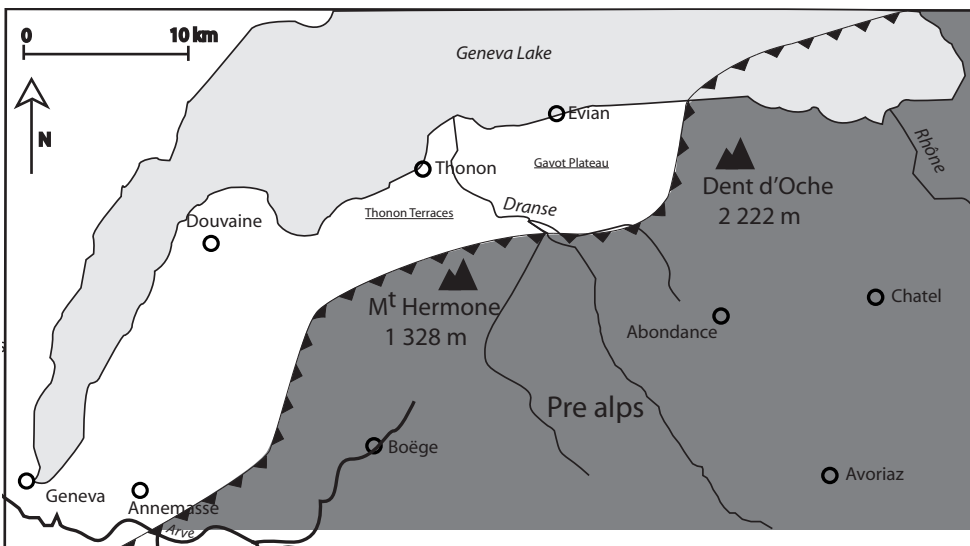 0
10 km
Geneva Lake
N
Evian
Rhône
Gavot Plateau
Thonon
Dent d’Oche
2 222 m
Dranse
Thonon Terraces
Douvaine
Chatel
Mt Hermone
1 328 m
Abondance
Pre alps
Boëge
Avoriaz
Geneva
Annemasse
Arve